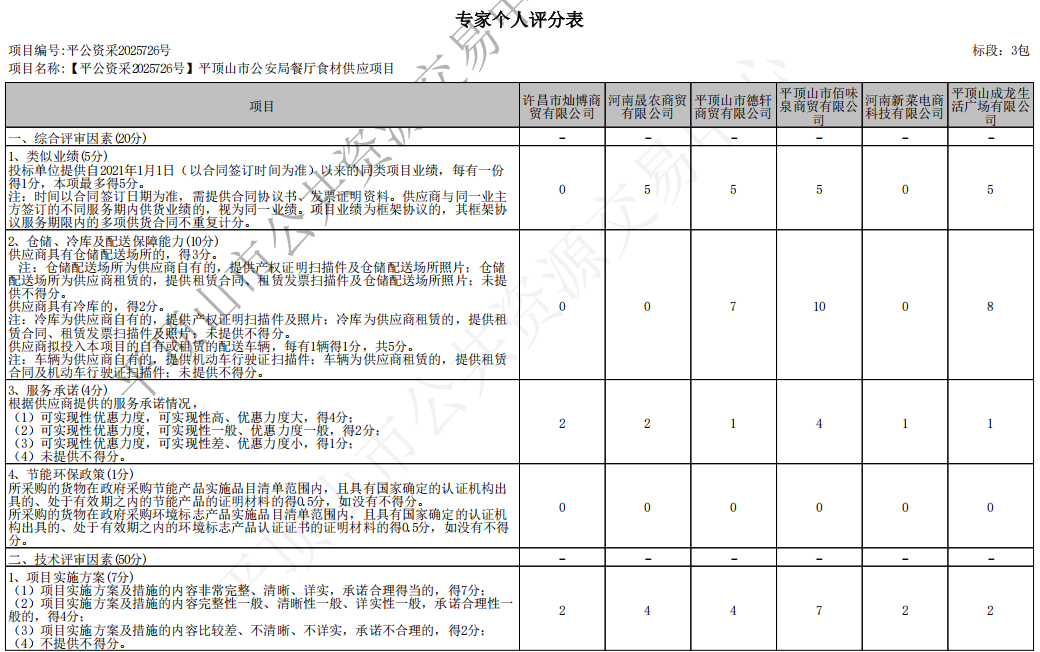 专家个人评分表
项目编号:平公资采2025726号
标段：3包
项目名称:【平公资采2025726号】平顶山市公安局餐厅食材供应项目
项目
许昌市灿博商贸有限公司
河南晟农商贸有限公司
平顶山市德轩商贸有限公司
平顶山市佰味泉商贸有限公司
河南新菜电商科技有限公司
平顶山成龙生活广场有限公司
一、综合评审因素(20分)
－ － － － － －
1、类似业绩(5分)
投标单位提供自2021年1月1日（以合同签订时间为准）以来的同类项目业绩，每有一份
得1分，本项最多得5分。
注：时间以合同签订日期为准，需提供合同协议书、发票证明资料。供应商与同一业主
方签订的不同服务期内供货业绩的，视为同一业绩。项目业绩为框架协议的，其框架协
议服务期限内的多项供货合同不重复计分。
0 5 5 5 0 5
2、仓储、冷库及配送保障能力(10分)
供应商具有仓储配送场所的，得3分。
注：仓储配送场所为供应商自有的，提供产权证明扫描件及仓储配送场所照片；仓储
配送场所为供应商租赁的，提供租赁合同、租赁发票扫描件及仓储配送场所照片；未提
供不得分。
供应商具有冷库的，得2分。
注：冷库为供应商自有的，提供产权证明扫描件及照片；冷库为供应商租赁的，提供租
赁合同、租赁发票扫描件及照片；未提供不得分。
供应商拟投入本项目的自有或租赁的配送车辆，每有1辆得1分，共5分。
注：车辆为供应商自有的，提供机动车行驶证扫描件；车辆为供应商租赁的，提供租赁
合同及机动车行驶证扫描件；未提供不得分。
0 0 7 10 0 8
3、服务承诺(4分)
根据供应商提供的服务承诺情况，
（1）可实现性优惠力度，可实现性高、优惠力度大，得4分；
（2）可实现性优惠力度，可实现性一般、优惠力度一般，得2分；
（3）可实现性优惠力度，可实现性差、优惠力度小，得1分；
（4）未提供不得分。
2 2 1 4 1 1
4、节能环保政策(1分)
所采购的货物在政府采购节能产品实施品目清单范围内，且具有国家确定的认证机构出
具的、处于有效期之内的节能产品的证明材料的得0.5分，如没有不得分。
所采购的货物在政府采购环境标志产品实施品目清单范围内，且具有国家确定的认证机
构出具的、处于有效期之内的环境标志产品认证证书的证明材料的得0.5分，如没有不得
分。
0 0 0 0 0 0
二、技术评审因素(50分)
－ － － － － －
1、项目实施方案(7分)
（1）项目实施方案及措施的内容非常完整、清晰、详实，承诺合理得当的，得7分；
（2）项目实施方案及措施的内容完整性一般、清晰性一般、详实性一般，承诺合理性一
般的，得4分；
（3）项目实施方案及措施的内容比较差、不清晰、不详实，承诺不合理的，得2分；
（4）不提供不得分。
2 4 4 7 2 2
平顶山市公共资源交易中
平顶山市公共资源交易中心